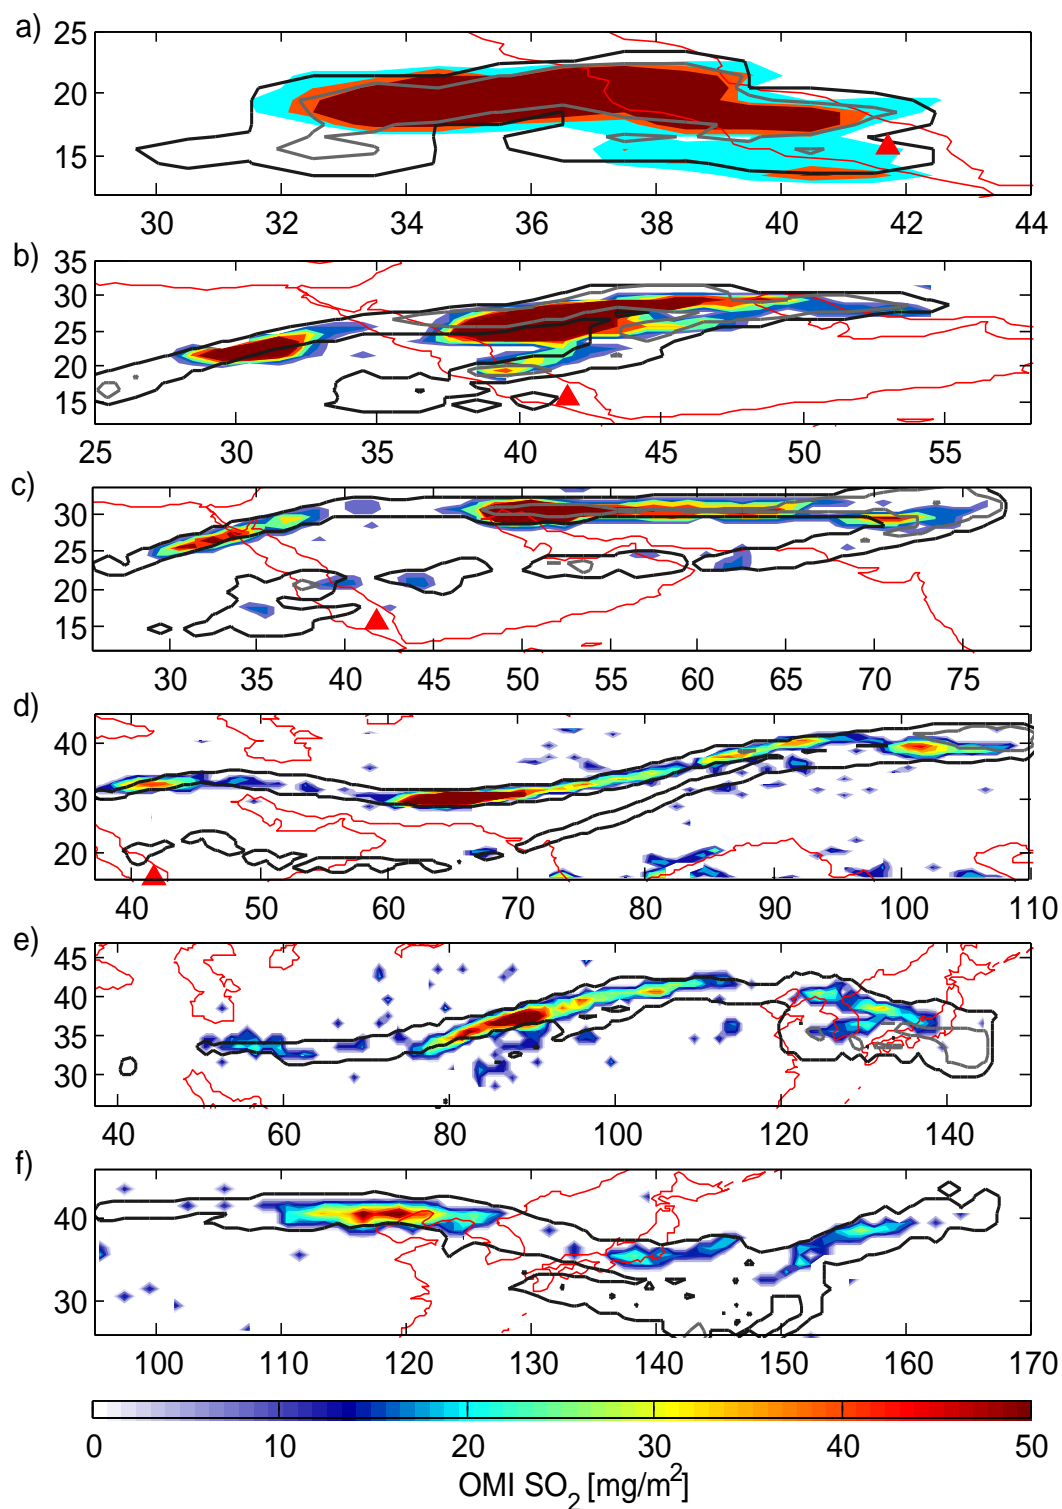 a)
25
20
15
30 32 34 36 38 40 42 44
b)
35
30
25
20
15
25 30 35 40 45 50 55
c)
30
25
20
15
30 35 40 45 50 55 60 65 70 75
d)
40
30
20
40 50 60 70 80 90 100 110
e)
45
40
35
30
40 60 80 100 120 140
f)
40
30
100 110 120 130 140 150 160 170
0 10 20 30 40 50
OMI SO₂ [mg/m²]